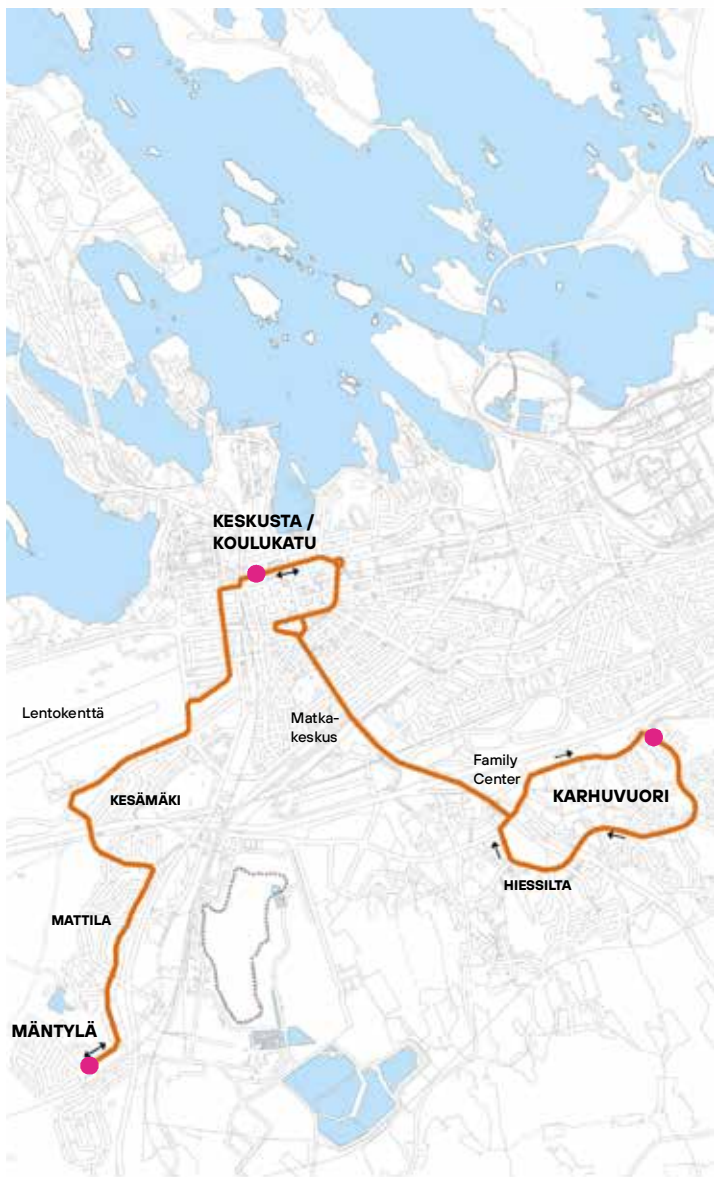 KESKUSTA /
KOULUKATU
Lentokenttä
Matka-
keskus
Family
Center
KESÄMÄKI
KARHUVUORI
HIESSILTA
MATTILA
MÄNTYLÄ